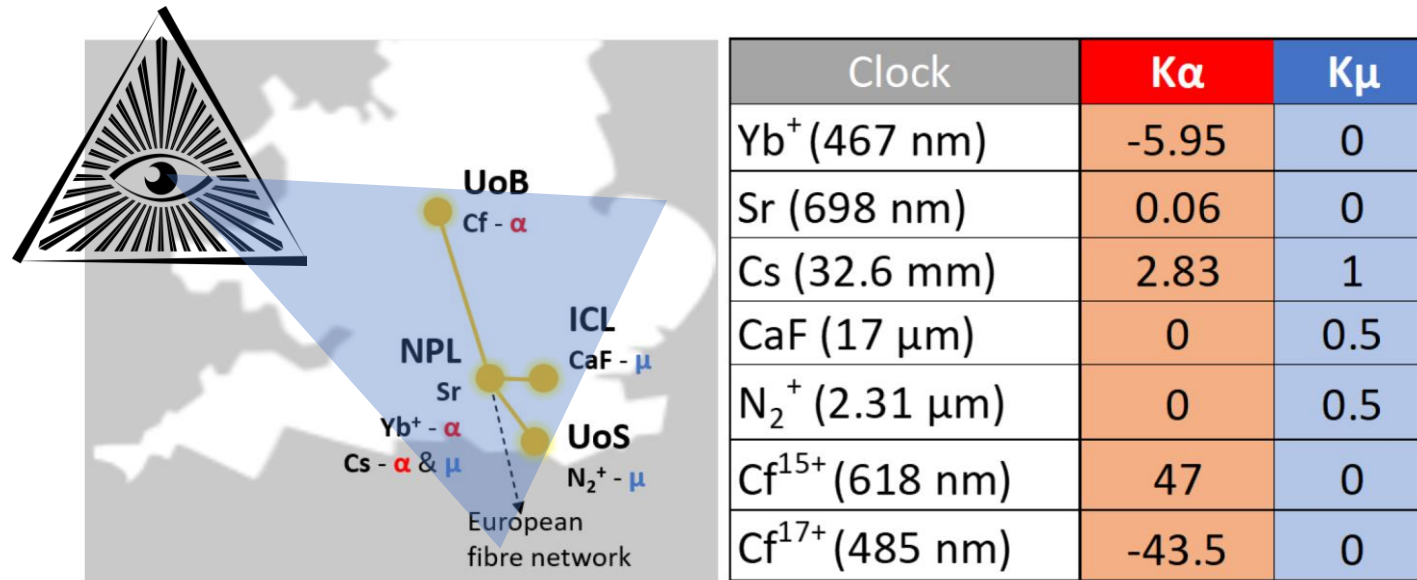 UoB
Cf - α
ICL
CaF - μ
NPL
Sr
Yb⁺ - α
Cs - α & μ
UoS
N₂⁺ - μ
European
fibre network
Clock Kα Kμ
Yb⁺ (467 nm) -5.95 0
Sr (698 nm) 0.06 0
Cs (32.6 mm) 2.83 1
CaF (17 μm) 0 0.5
N₂⁺ (2.31 μm) 0 0.5
Cf¹⁵⁺ (618 nm) 47 0
Cf¹⁷⁺ (485 nm) -43.5 0